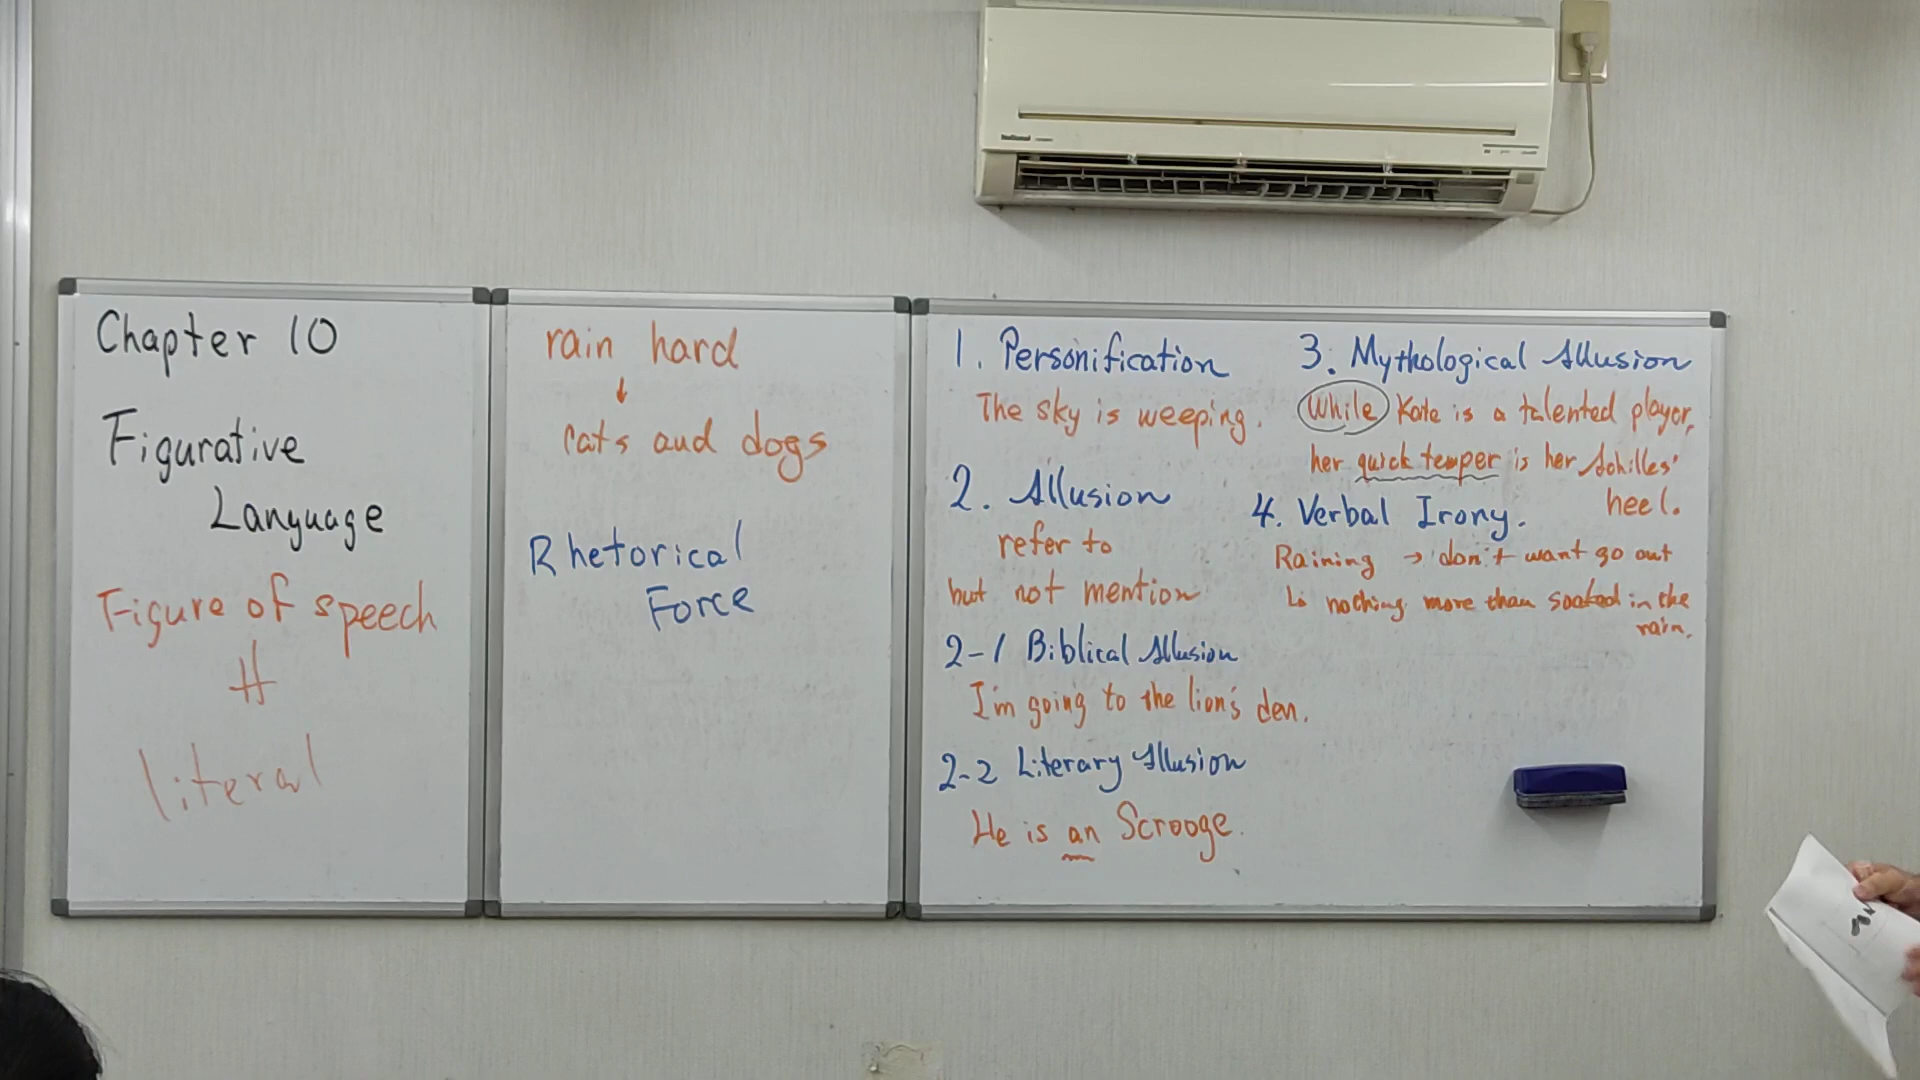 Chapter 10
Figurative
Language
Figure of speech
≠
literal
rain hard
↓
cats and dogs
Rhetorical
Force
1. Personification
The sky is weeping.
2. Allusion
refer to
but not mention
2-1 Biblical Allusion
I'm going to the lion's den.
2-2 Literary Allusion
He is an Scrooge.
3. Mythological Allusion
While Kate is a talented player,
her quick temper is her Achilles'
heel.
4. Verbal Irony.
Raining → don't want go out
↳ nothing more than soaked in the
rain.
National